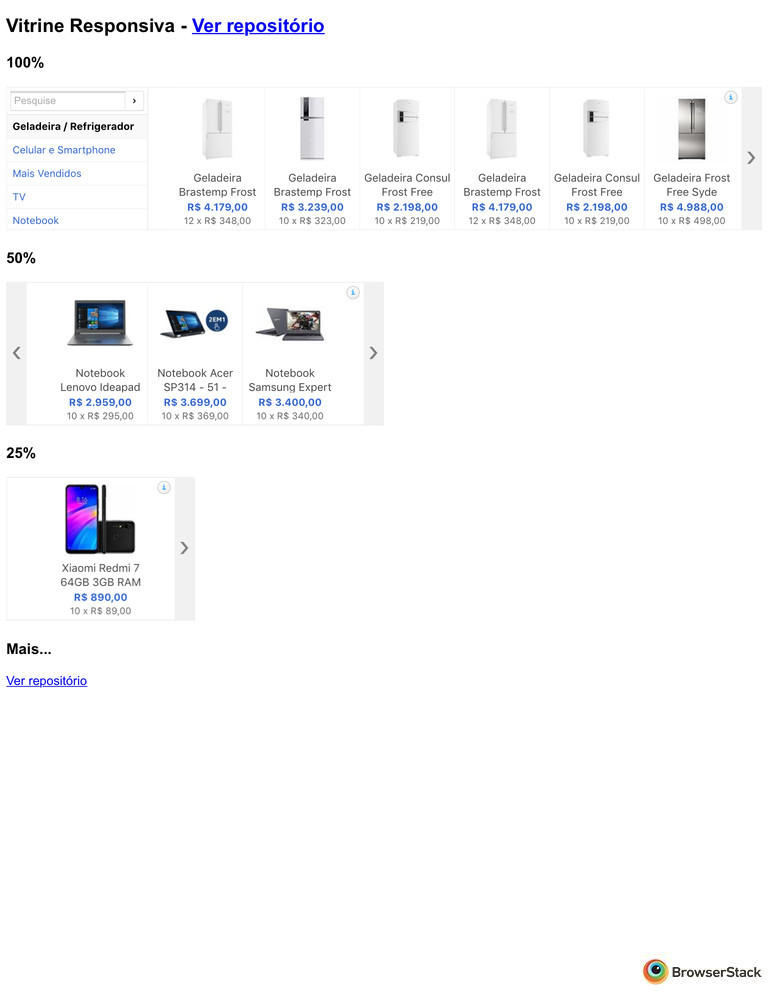 Vitrine Responsiva - Ver repositório
100%
Pesquise
Geladeira / Refrigerador
Celular e Smartphone
Mais Vendidos
TV
Notebook
Geladeira
Brastemp Frost
R$ 4.179,00
12 x R$ 348,00
Geladeira
Brastemp Frost
R$ 3.239,00
10 x R$ 323,00
Geladeira Consul
Frost Free
R$ 2.198,00
10 x R$ 219,00
Geladeira
Brastemp Frost
R$ 4.179,00
12 x R$ 348,00
Geladeira Consul
Frost Free
R$ 2.198,00
10 x R$ 219,00
Geladeira Frost
Free Syde
R$ 4.988,00
10 x R$ 498,00
50%
Notebook
Lenovo Ideapad
R$ 2.959,00
10 x R$ 295,00
2EM1
Notebook Acer
SP314 - 51 -
R$ 3.699,00
10 x R$ 369,00
Notebook
Samsung Expert
R$ 3.400,00
10 x R$ 340,00
25%
Xiaomi Redmi 7
64GB 3GB RAM
R$ 890,00
10 x R$ 89,00
Mais...
Ver repositório
BrowserStack